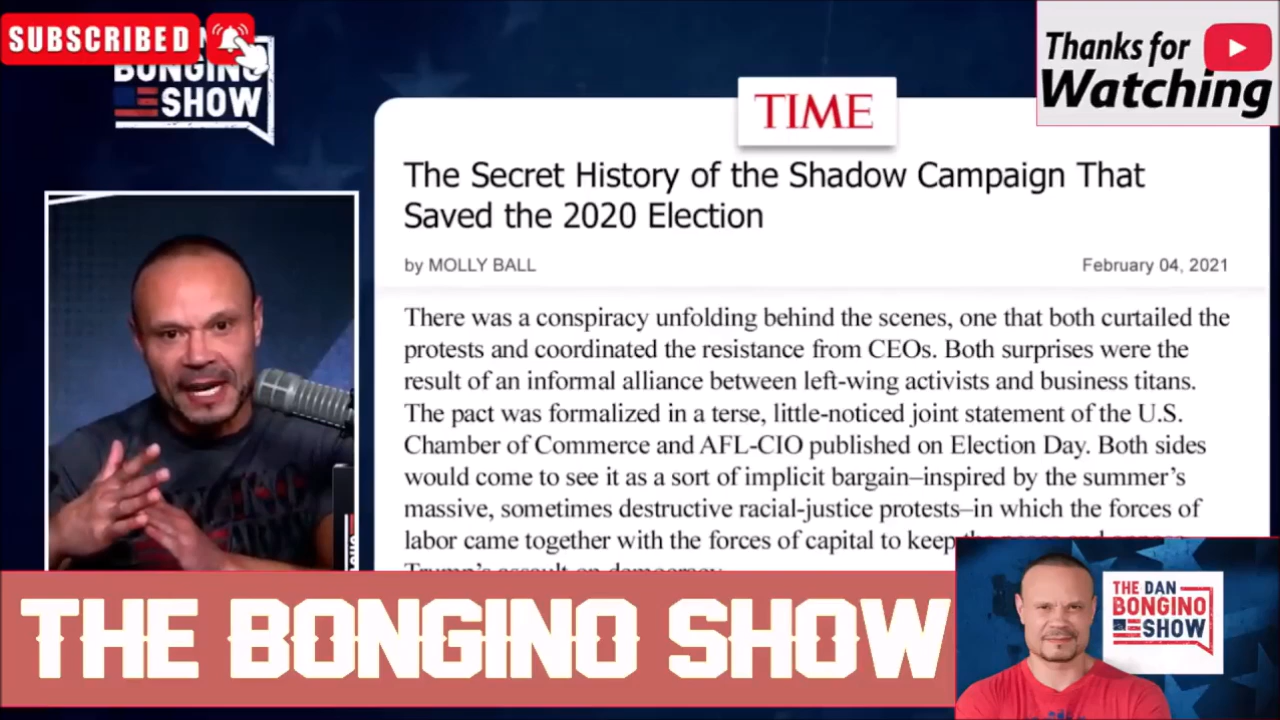 SUBSCRIBED
BONGINO
SHOW
Thanks for
Watching
TIME
The Secret History of the Shadow Campaign That
Saved the 2020 Election
by MOLLY BALL
February 04, 2021
There was a conspiracy unfolding behind the scenes, one that both curtailed the
protests and coordinated the resistance from CEOs. Both surprises were the
result of an informal alliance between left-wing activists and business titans.
The pact was formalized in a terse, little-noticed joint statement of the U.S.
Chamber of Commerce and AFL-CIO published on Election Day. Both sides
would come to see it as a sort of implicit bargain–inspired by the summer's
massive, sometimes destructive racial-justice protests–in which the forces of
labor came together with the forces of capital to keep
Trump's assault on democracy.
THE BONGINO SHOW
THE DAN
BONGINO
SHOW